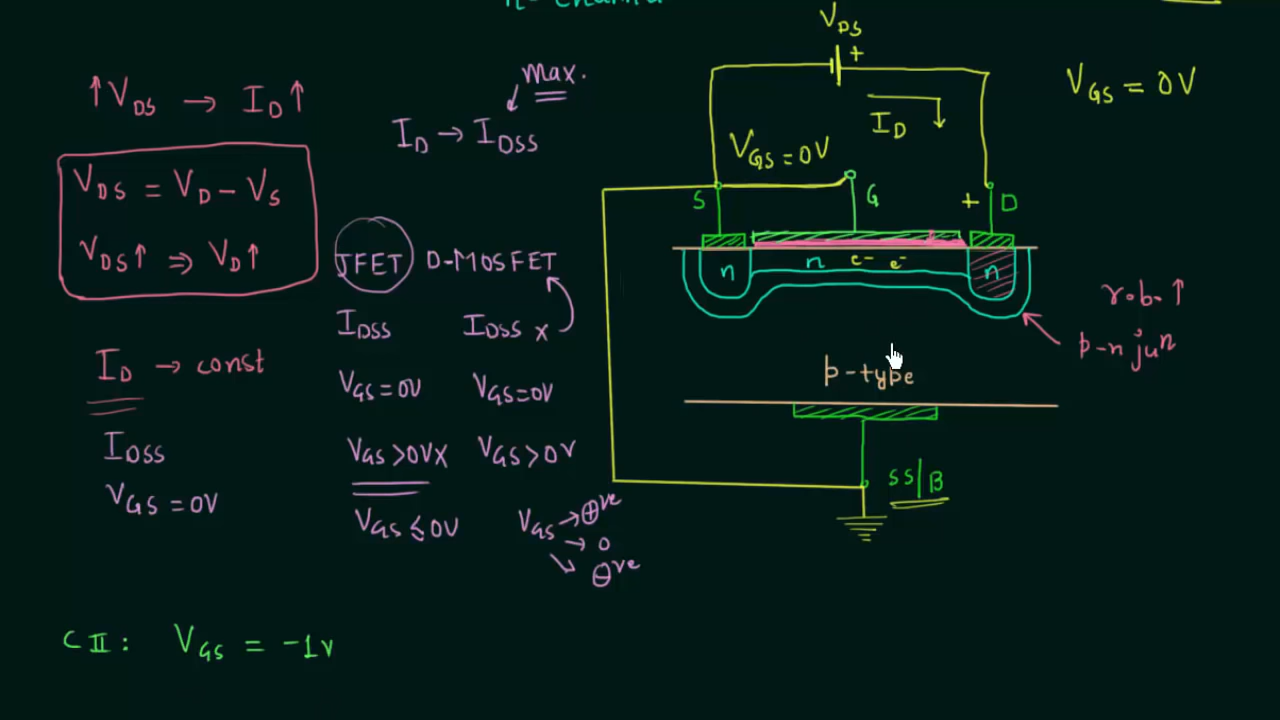 n-channel
↑V_DS → I_D↑
V_DS = V_D - V_S
V_DS↑ ⇒ V_D↑
I_D → const
I_DSS
V_GS = 0V
max.
I_D → I_DSS
JFET D-MOSFET
I_DSS I_DSS x
V_GS=0V V_GS=0V
V_GS>0V X V_GS>0V
V_GS ≤ 0V V_GS → ⊕ve
→ 0
↘ ⊖ve
V_DS
+
I_D
V_GS=0V
V_GS = 0V
S G + D
n n e- e- n
r.b.↑
p-n jun
p-type
SS/B
C II: V_GS = -1V